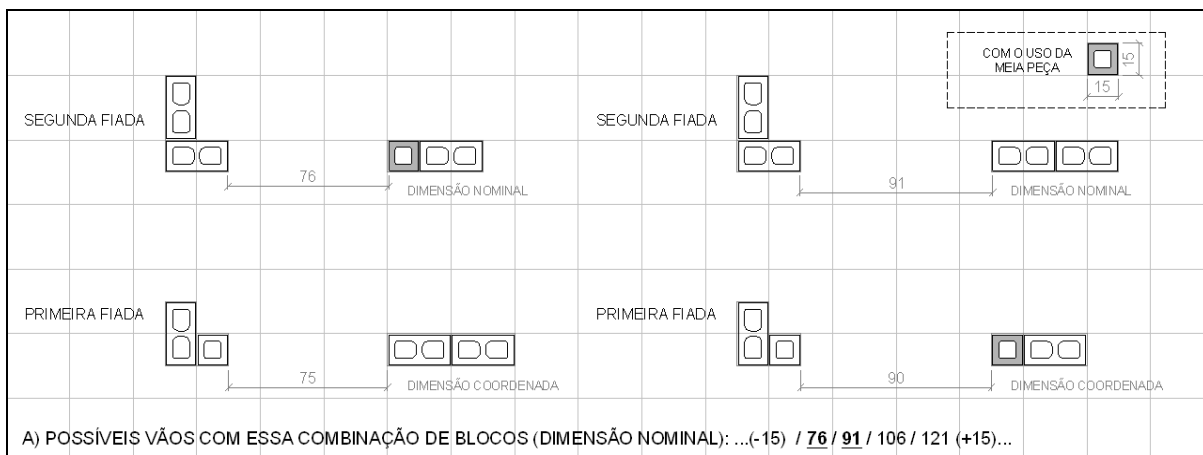 COM O USO DA
MEIA PEÇA
15
15
SEGUNDA FIADA
76
DIMENSÃO NOMINAL
SEGUNDA FIADA
91
DIMENSÃO NOMINAL
PRIMEIRA FIADA
75
DIMENSÃO COORDENADA
PRIMEIRA FIADA
90
DIMENSÃO COORDENADA
A) POSSÍVEIS VÃOS COM ESSA COMBINAÇÃO DE BLOCOS (DIMENSÃO NOMINAL): ...(-15) / 76 / 91 / 106 / 121 (+15)...